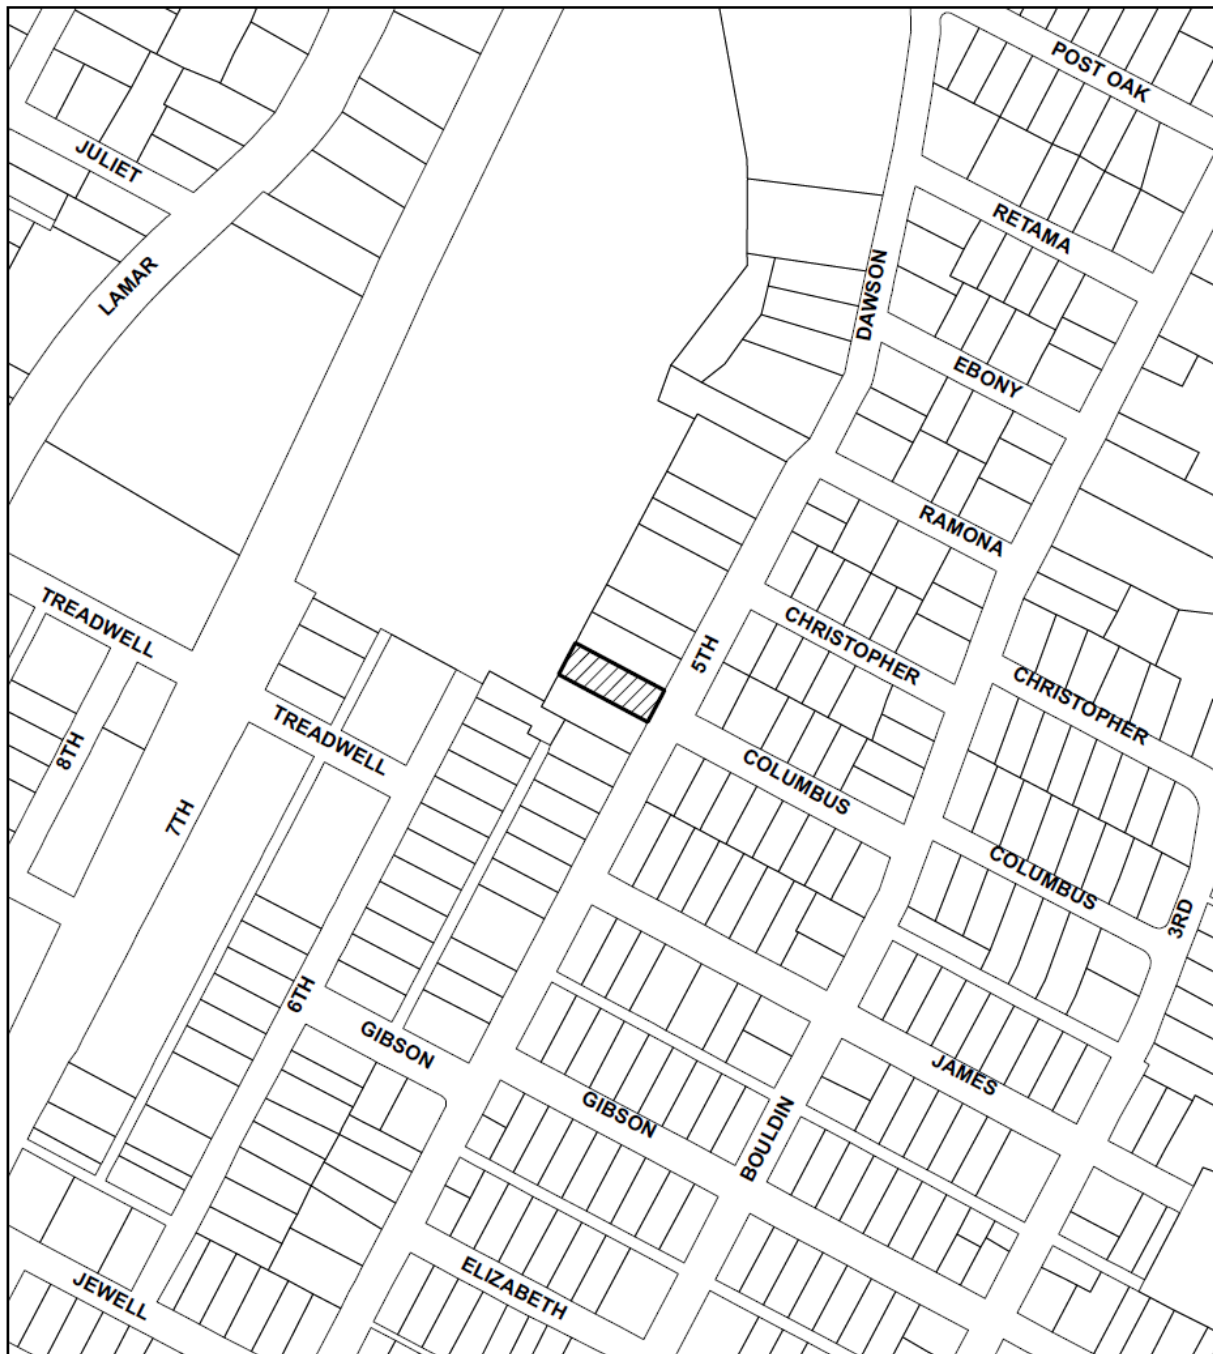 POST OAK
JULIET
RETAMA
LAMAR
DAWSON
EBONY
RAMONA
TREADWELL
CHRISTOPHER
5TH
CHRISTOPHER
8TH
TREADWELL
COLUMBUS
7TH
COLUMBUS
3RD
6TH
GIBSON
JAMES
GIBSON
BOULDIN
JEWELL
ELIZABETH